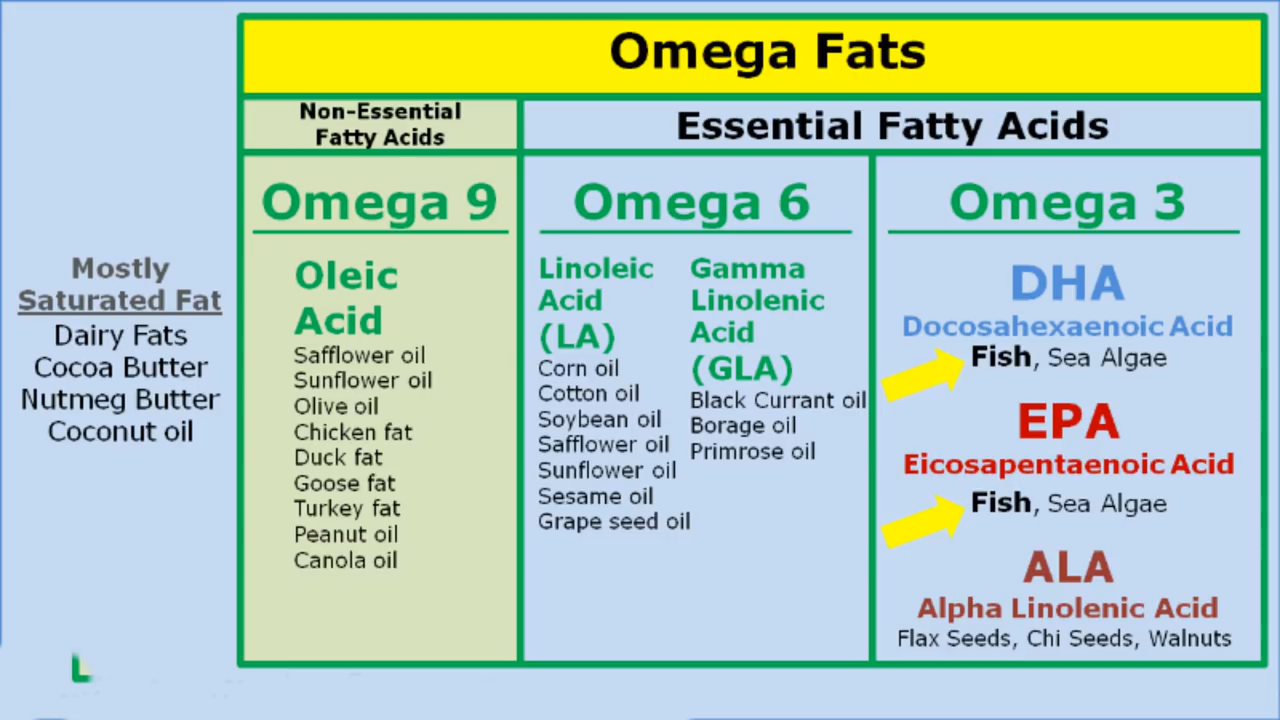 Omega Fats
Non-Essential
Fatty Acids
Essential Fatty Acids
Mostly
Saturated Fat
Dairy Fats
Cocoa Butter
Nutmeg Butter
Coconut oil
Omega 9
Oleic
Acid
Safflower oil
Sunflower oil
Olive oil
Chicken fat
Duck fat
Goose fat
Turkey fat
Peanut oil
Canola oil
Omega 6
Linoleic
Acid
(LA)
Corn oil
Cotton oil
Soybean oil
Safflower oil
Sunflower oil
Sesame oil
Grape seed oil
Gamma
Linolenic
Acid
(GLA)
Black Currant oil
Borage oil
Primrose oil
Omega 3
DHA
Docosahexaenoic Acid
Fish, Sea Algae
EPA
Eicosapentaenoic Acid
Fish, Sea Algae
ALA
Alpha Linolenic Acid
Flax Seeds, Chi Seeds, Walnuts